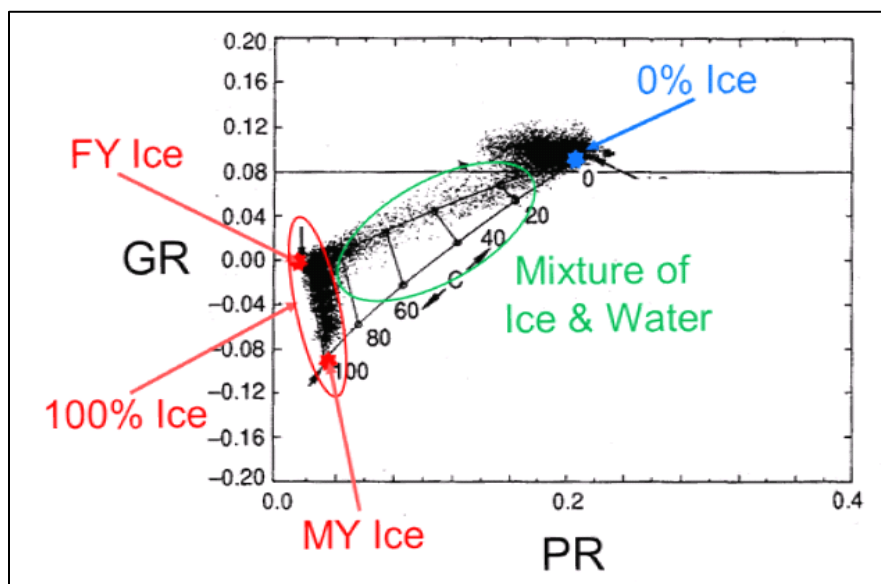 0.20
0.16
0.12
0.08
0.04
0.00
−0.04
−0.08
−0.12
−0.16
−0.20
GR
0.0
0.2
0.4
PR
FY Ice
100% Ice
MY Ice
0% Ice
Mixture of
Ice & Water
0
20
40
C
60
80
100